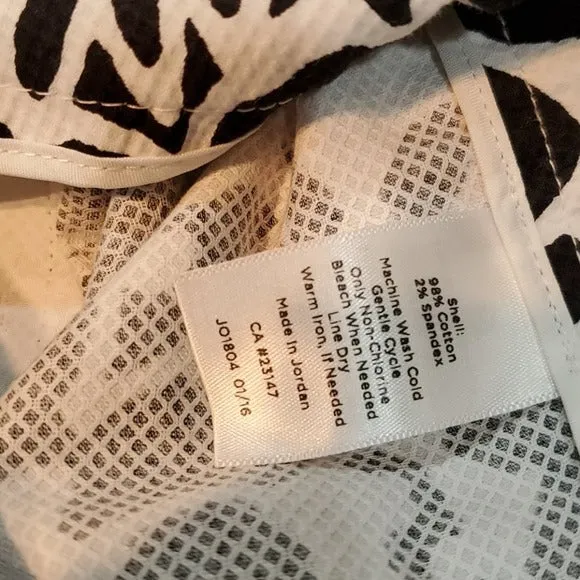 Shell:
98% Cotton
2% Spandex
Machine Wash Cold
Gentle Cycle
Only Non-Chlorine
Bleach When Needed
Line Dry
Warm Iron, If Needed
Made In Jordan
CA #23147
JO1804 01/16